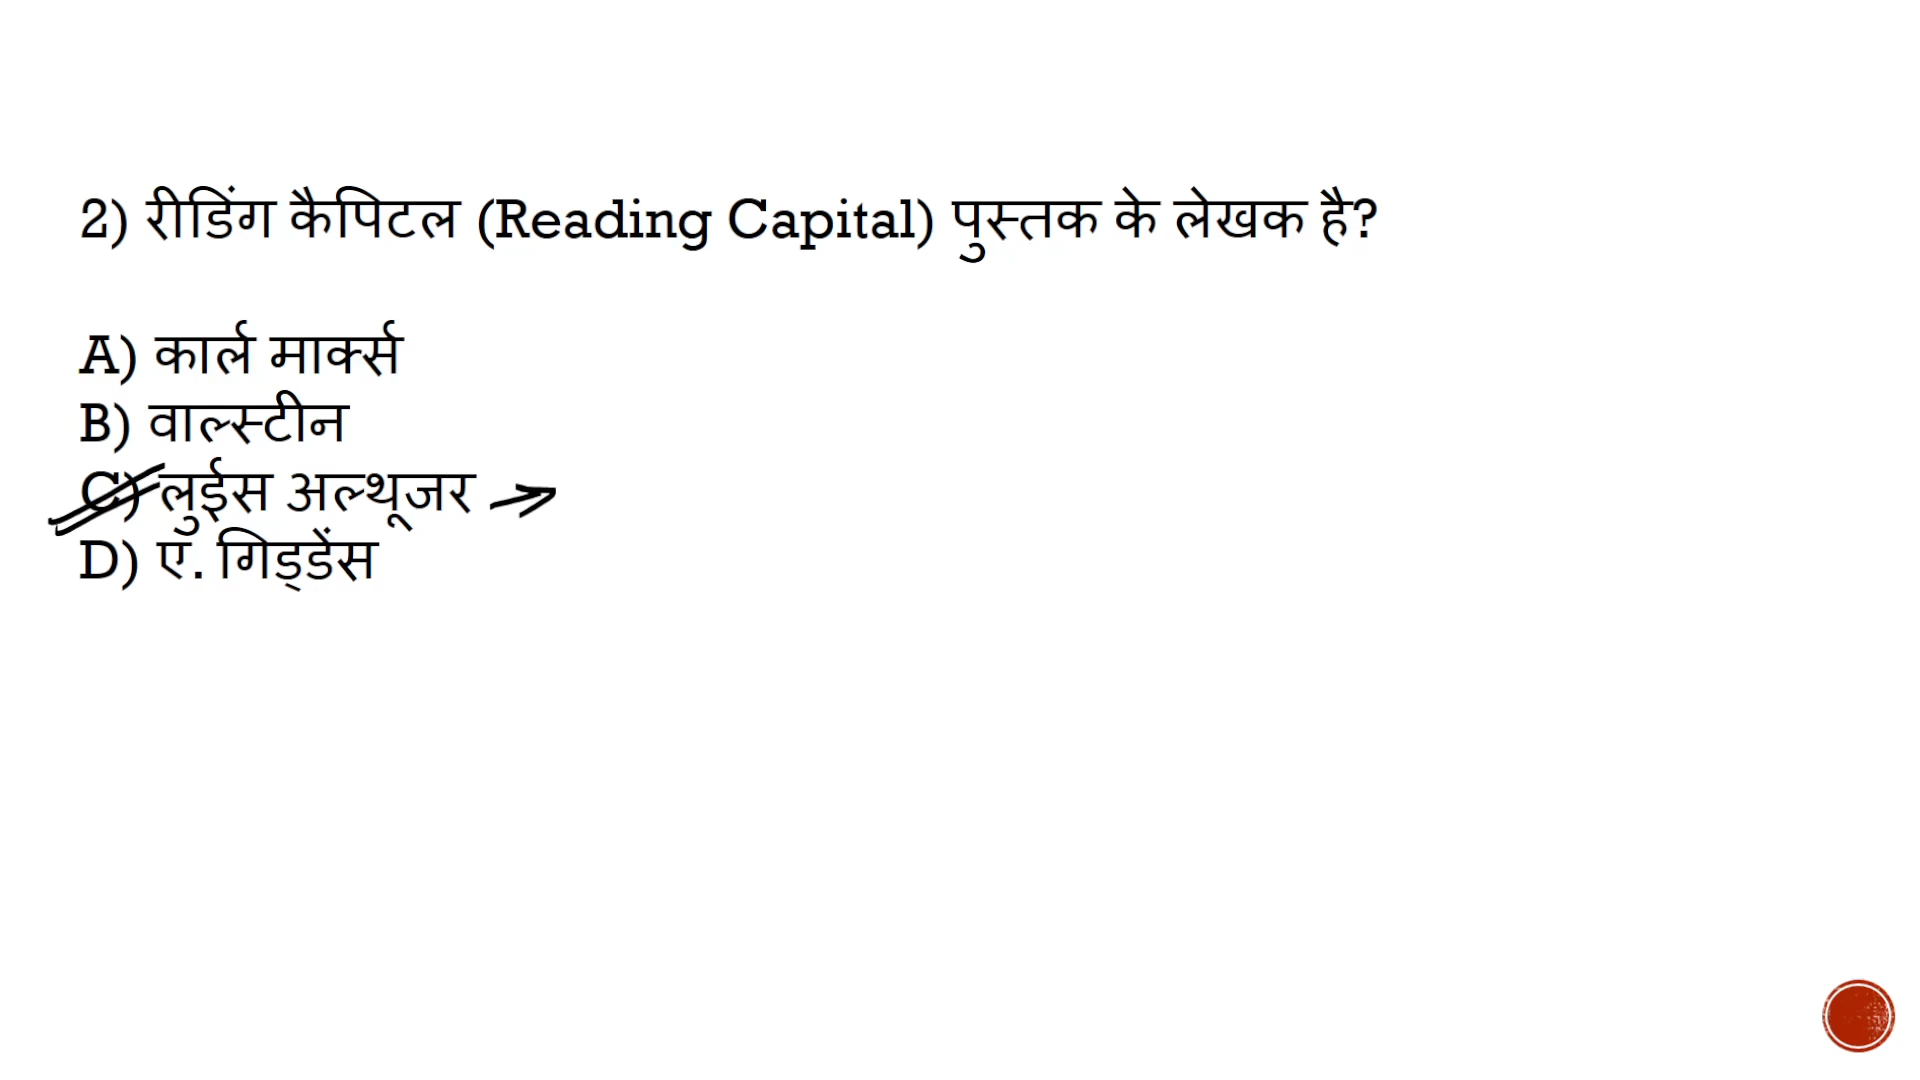 2) रीडिंग कैपिटल (Reading Capital) पुस्तक के लेखक है?
A) कार्ल मार्क्स
B) वाल्स्टीन
C) लुईस अल्थूजर
D) ए. गिड्डेंस